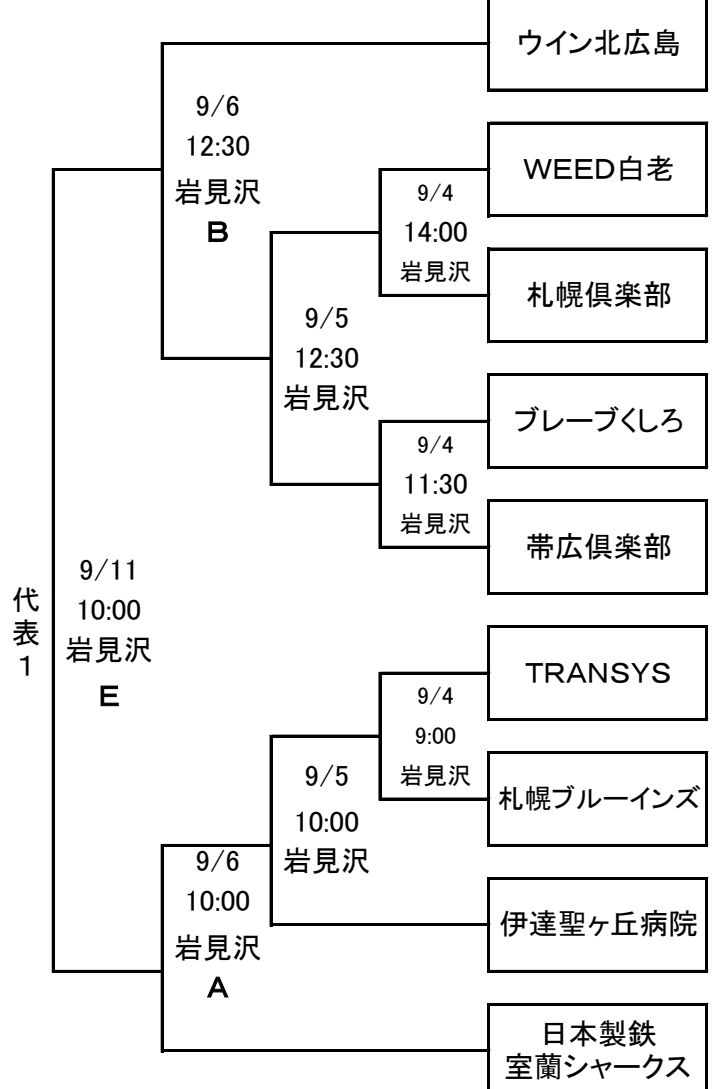 ウイン北広島
9/6
12:30
岩見沢
B
WEED白老
9/4
14:00
岩見沢
札幌倶楽部
9/5
12:30
岩見沢
ブレーブくしろ
9/4
11:30
岩見沢
帯広倶楽部
代表1
9/11
10:00
岩見沢
E
TRANSYS
9/4
9:00
岩見沢
札幌ブルーインズ
9/5
10:00
岩見沢
9/6
10:00
岩見沢
A
伊達聖ヶ丘病院
日本製鉄
室蘭シャークス